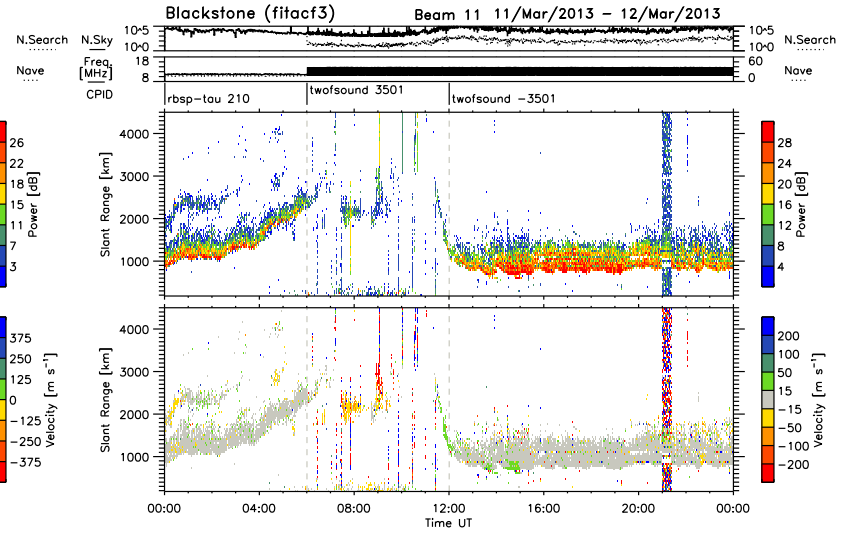 Blackstone (fitacf3)
Beam 11 11/Mar/2013 - 12/Mar/2013
N.Search N.Sky 10^5 10^0 10^5 10^0 N.Search
Nave Freq. [MHz] 18 8 60 0 Nave
CPID rbsp-tau 210 twofsound 3501 twofsound -3501
26 22 18 15 11 7 3
Power [dB]
Slant Range [km]
4000 3000 2000 1000
28 24 20 16 12 8 4
Power [dB]
375 250 125 0 -125 -250 -375
Velocity [m s^-1]
Slant Range [km]
4000 3000 2000 1000
200 100 50 15 -15 -50 -100 -200
Velocity [m s^-1]
00:00 04:00 08:00 12:00 16:00 20:00 00:00
Time UT